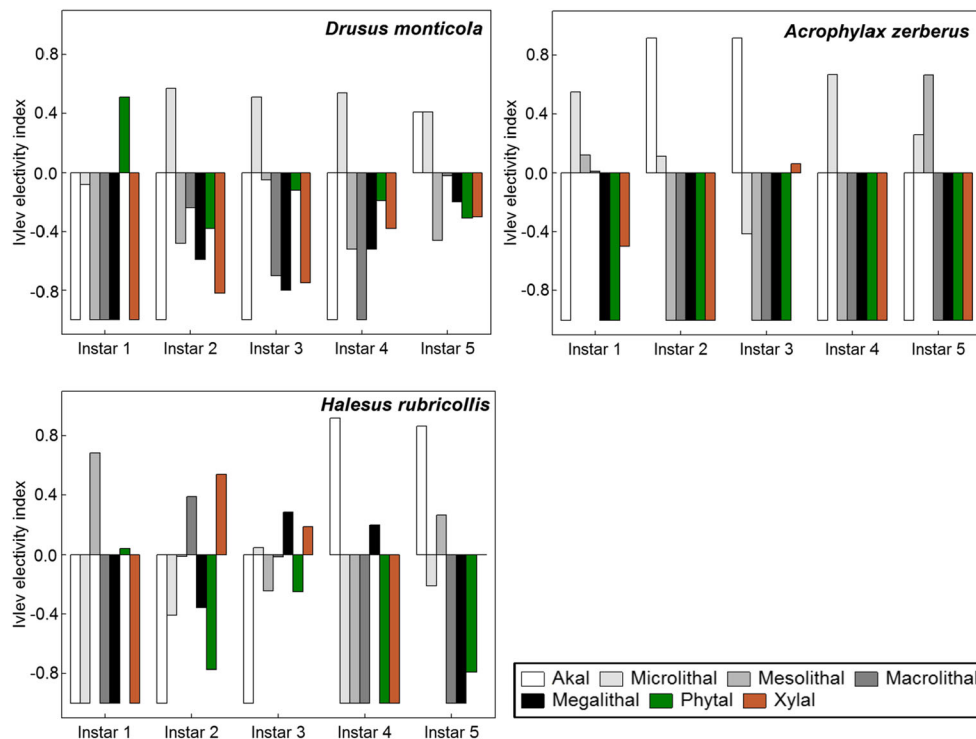 Drusus monticola
Ivlev electivity index
0.8
0.4
0.0
-0.4
-0.8
Instar 1 Instar 2 Instar 3 Instar 4 Instar 5
Acrophylax zerberus
Ivlev electivity index
0.8
0.4
0.0
-0.4
-0.8
Instar 1 Instar 2 Instar 3 Instar 4 Instar 5
Halesus rubricollis
Ivlev electivity index
0.8
0.4
0.0
-0.4
-0.8
Instar 1 Instar 2 Instar 3 Instar 4 Instar 5
Akal Microlithal Mesolithal Macrolithal
Megalithal Phytal Xylal